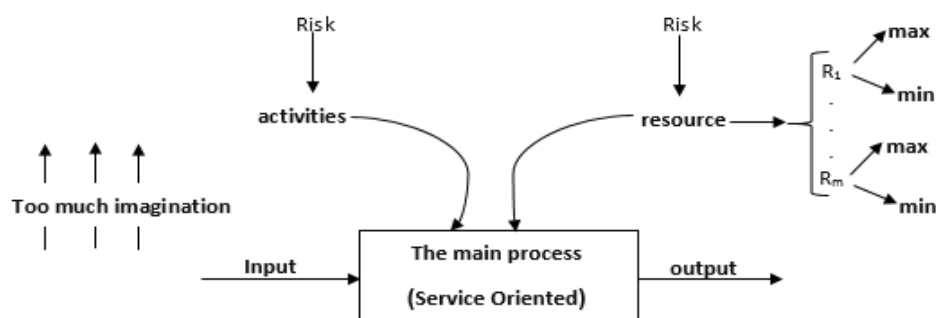 Risk
Risk
max
R₁
min
activities
resource
.
.
.
max
Rₘ
min
Too much imagination
The main process
Input
output
(Service Oriented)